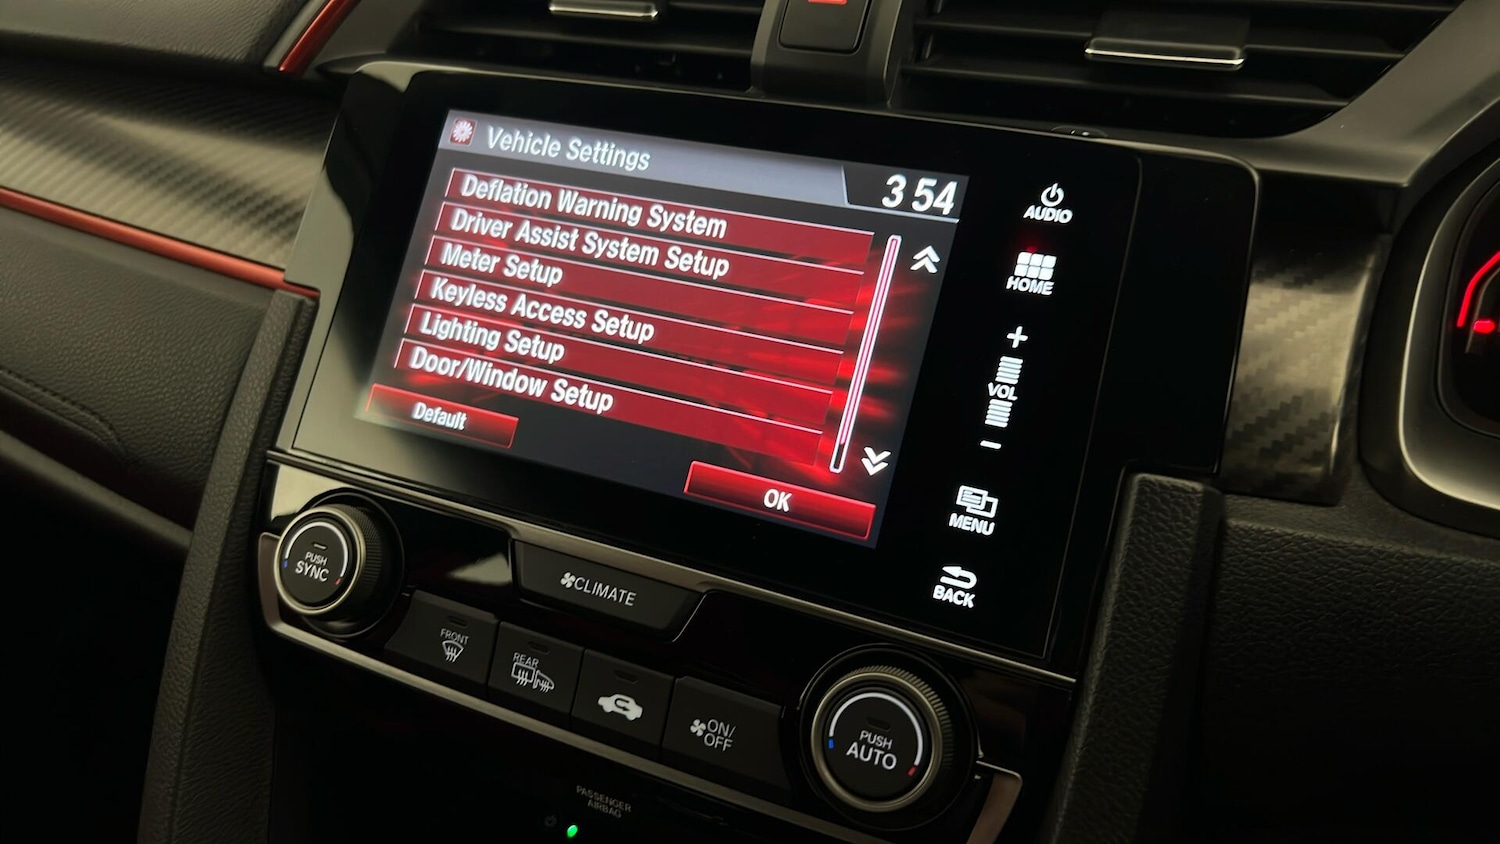 Vehicle Settings
3 54
Deflation Warning System
Driver Assist System Setup
Meter Setup
Keyless Access Setup
Lighting Setup
Door/Window Setup
Default
OK
AUDIO
HOME
+
VOL
−
MENU
BACK
PUSH
SYNC
CLIMATE
FRONT
REAR
ON/
OFF
PUSH
AUTO
PASSENGER
AIRBAG